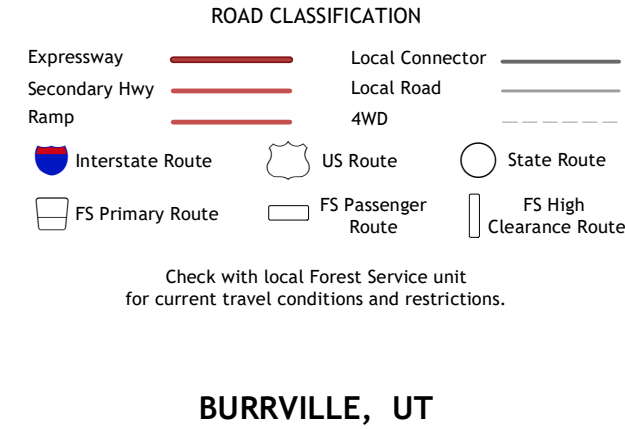 ROAD CLASSIFICATION
Expressway
Local Connector
Secondary Hwy
Local Road
Ramp
4WD
Interstate Route
US Route
State Route
FS Primary Route
FS Passenger
Route
FS High
Clearance Route
Check with local Forest Service unit
for current travel conditions and restrictions.
BURRVILLE, UT